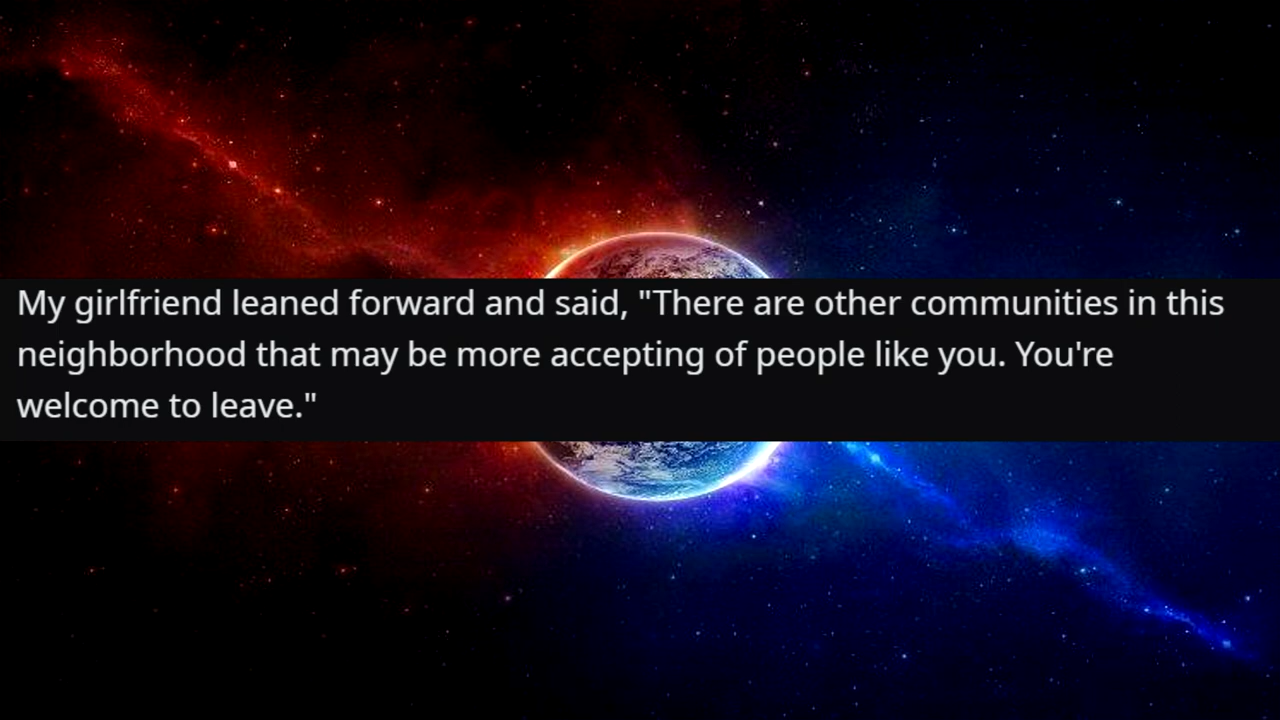 My girlfriend leaned forward and said, "There are other communities in this
neighborhood that may be more accepting of people like you. You're
welcome to leave."